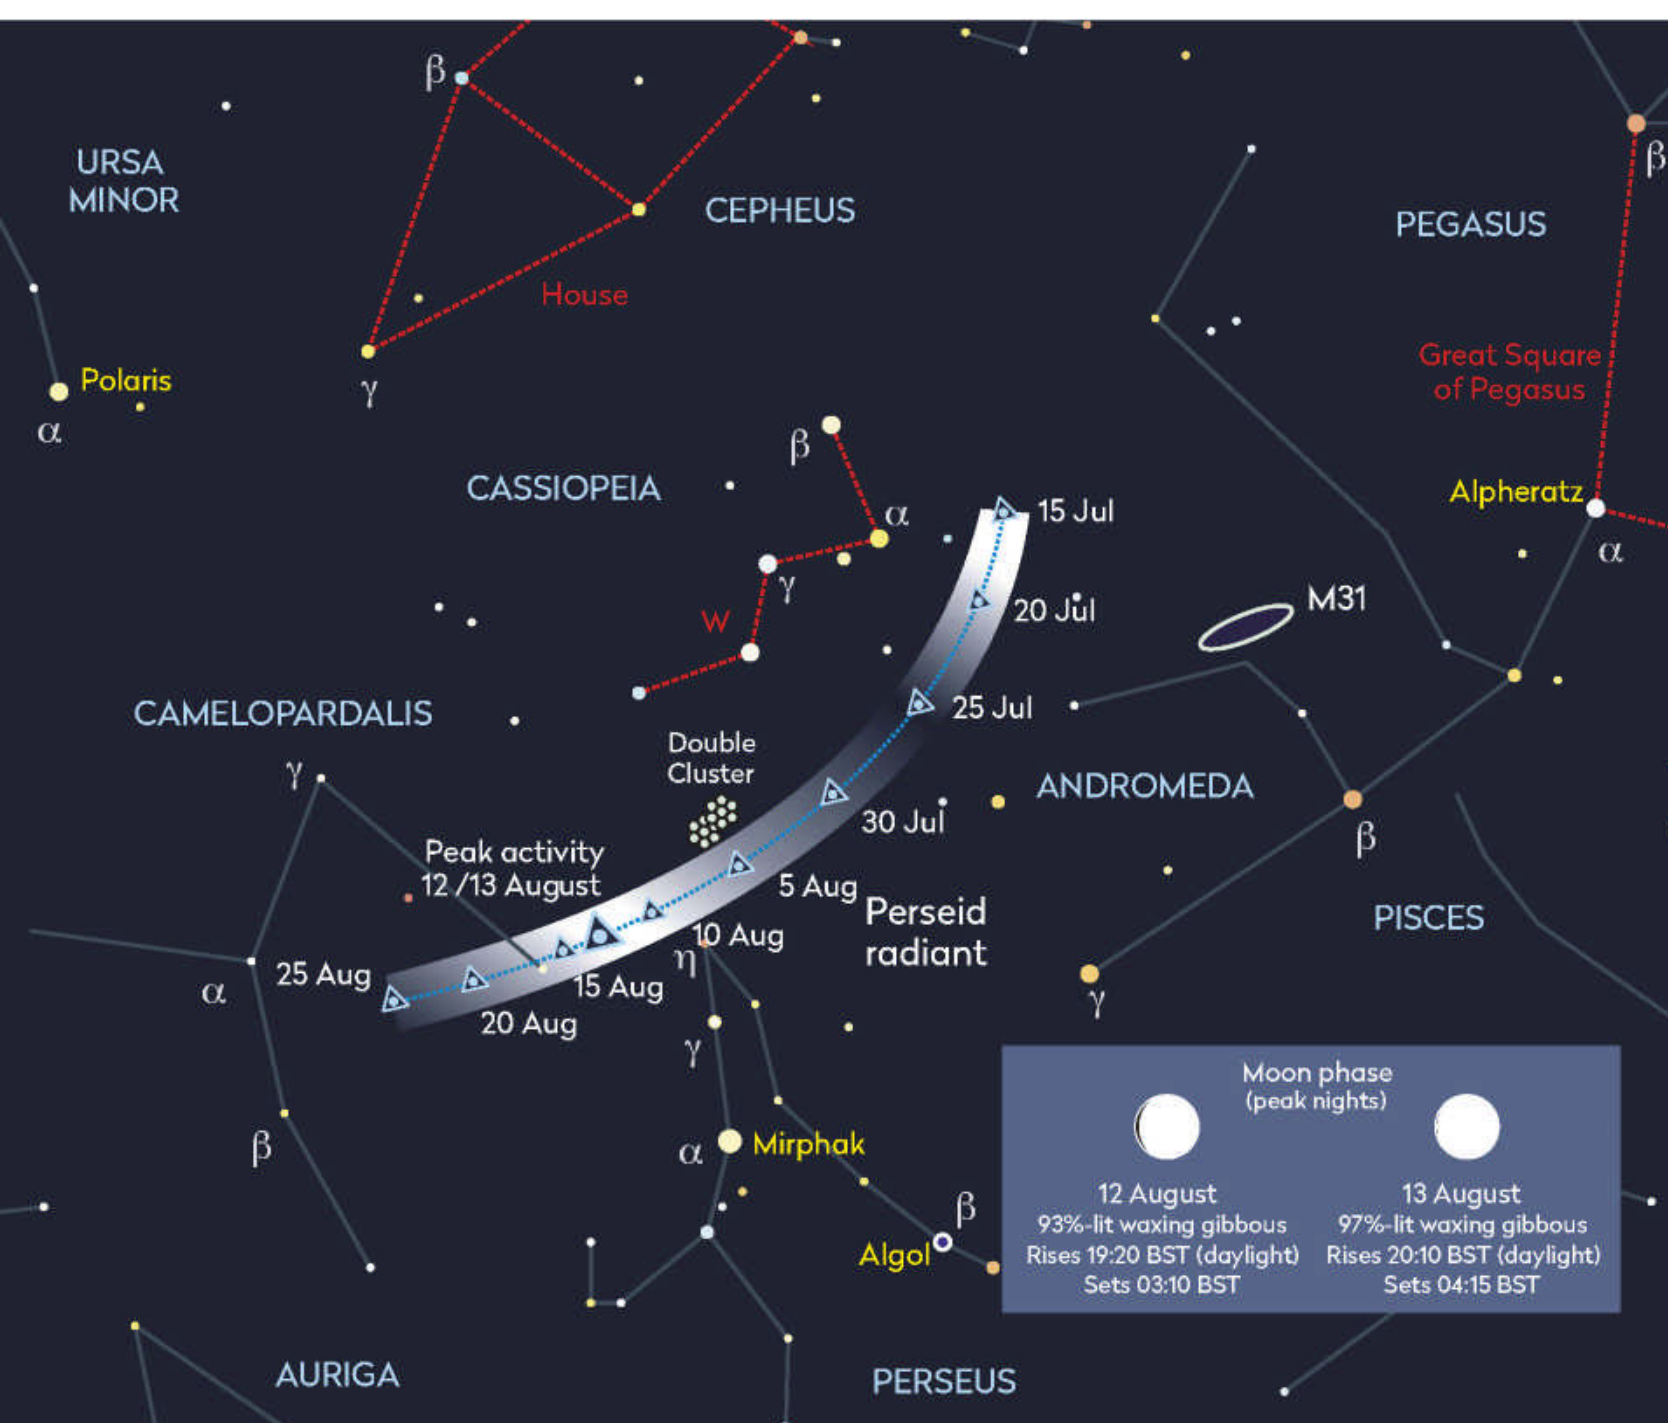 β
URSA
MINOR
CEPHEUS
β
PEGASUS
House
Great Square
of Pegasus
Polaris
γ
α
β
CASSIOPEIA
Alpheratz
α
15 Jul
α
γ
M31
20 Jul
W
CAMELOPARDALIS
25 Jul
Double
Cluster
γ
ANDROMEDA
30 Jul
β
Peak activity
12/13 August
5 Aug
Perseid
radiant
PISCES
10 Aug
η
25 Aug
α
15 Aug
20 Aug
γ
γ
Moon phase
(peak nights)
β
α
Mirphak
12 August
93%-lit waxing gibbous
Rises 19:20 BST (daylight)
Sets 03:10 BST
13 August
97%-lit waxing gibbous
Rises 20:10 BST (daylight)
Sets 04:15 BST
β
Algol
AURIGA
PERSEUS